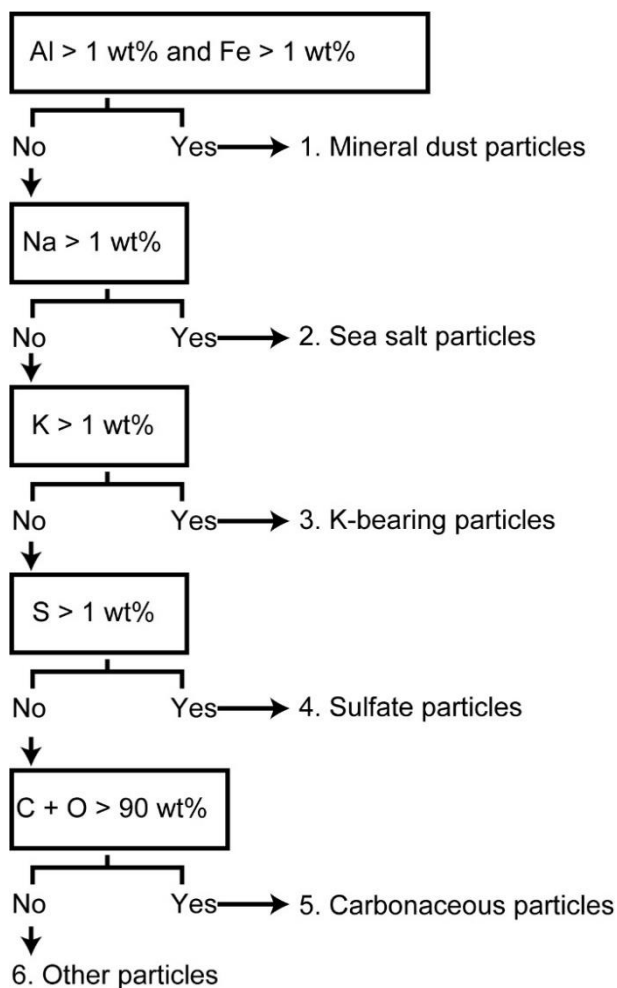 Al > 1 wt% and Fe > 1 wt%
No Yes 1. Mineral dust particles
Na > 1 wt%
No Yes 2. Sea salt particles
K > 1 wt%
No Yes 3. K-bearing particles
S > 1 wt%
No Yes 4. Sulfate particles
C + O > 90 wt%
No Yes 5. Carbonaceous particles
6. Other particles